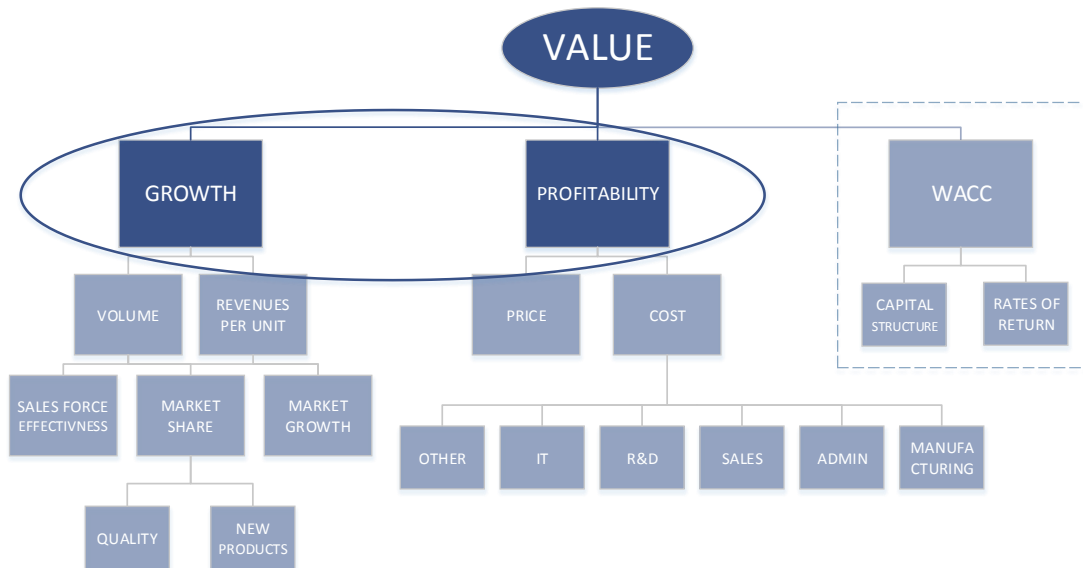 VALUE
GROWTH
PROFITABILITY
WACC
VOLUME
REVENUES
PER UNIT
PRICE
COST
CAPITAL
STRUCTURE
RATES OF
RETURN
SALES FORCE
EFFECTIVNESS
MARKET
SHARE
MARKET
GROWTH
OTHER
IT
R&D
SALES
ADMIN
MANUFA
CTURING
QUALITY
NEW
PRODUCTS